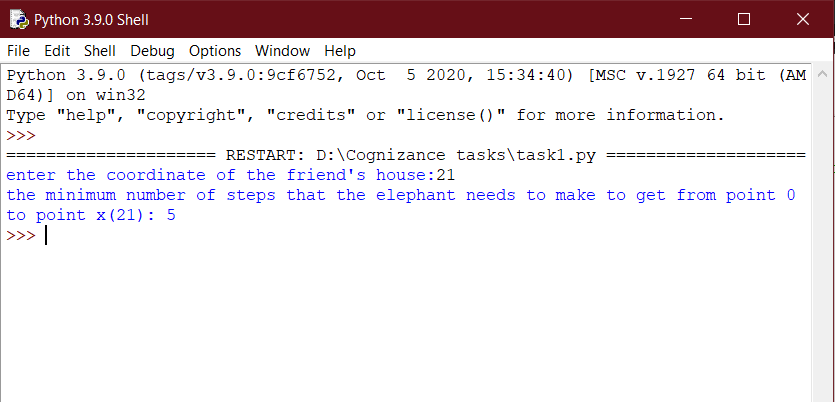 Python 3.9.0 Shell
File Edit Shell Debug Options Window Help
Python 3.9.0 (tags/v3.9.0:9cf6752, Oct  5 2020, 15:34:40) [MSC v.1927 64 bit (AM
D64)] on win32
Type "help", "copyright", "credits" or "license()" for more information.
>>>
===================== RESTART: D:\Cognizance tasks\task1.py ====================
enter the coordinate of the friend's house:21
the minimum number of steps that the elephant needs to make to get from point 0
to point x(21): 5
>>>